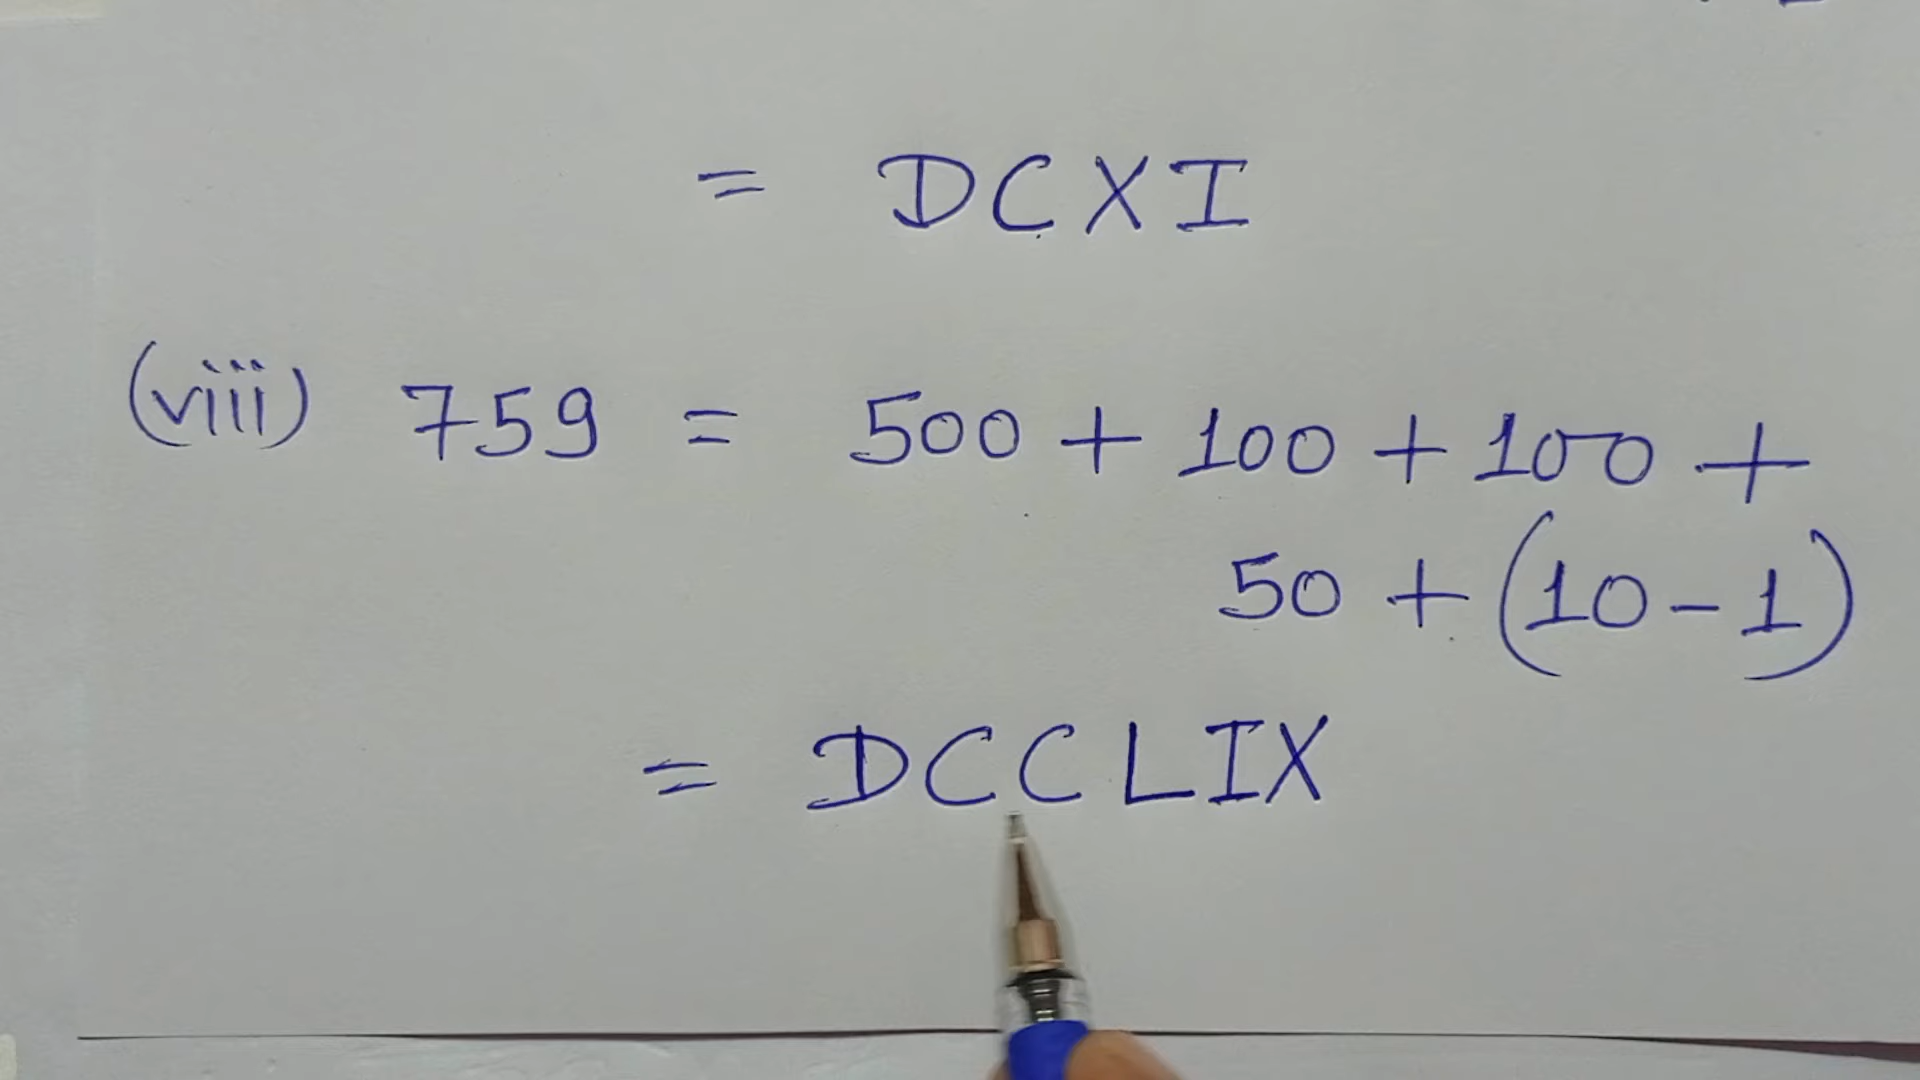 = DCXI
(viii) 759 = 500 + 100 + 100 +
50 + (10 - 1)
= DCCLIX